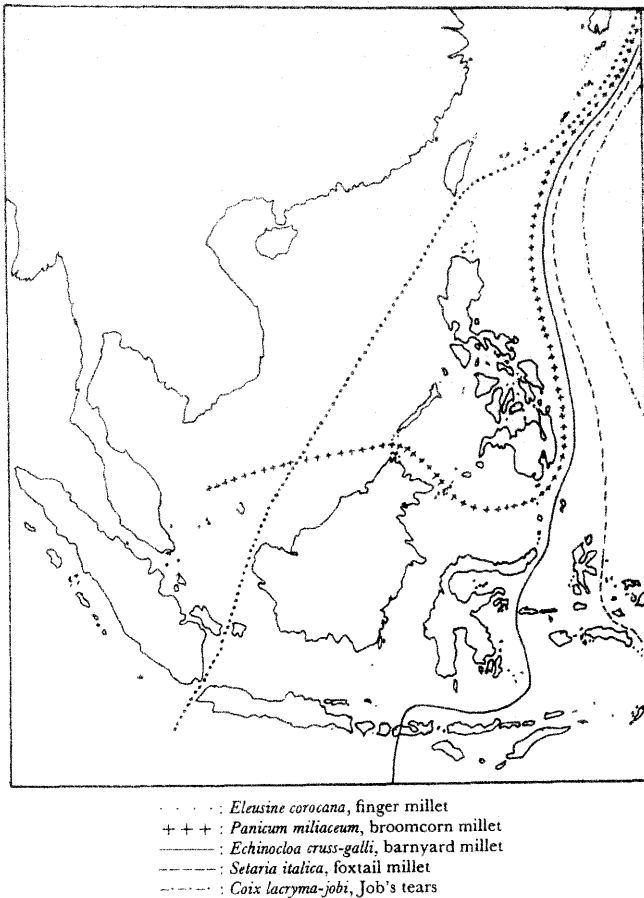 . . . . . : Eleusine corocana, finger millet
+ + + : Panicum miliaceum, broomcorn millet
———— : Echinocloa cruss-galli, barnyard millet
– – – – – : Setaria italica, foxtail millet
– · – · – · : Coix lacryma-jobi, Job's tears